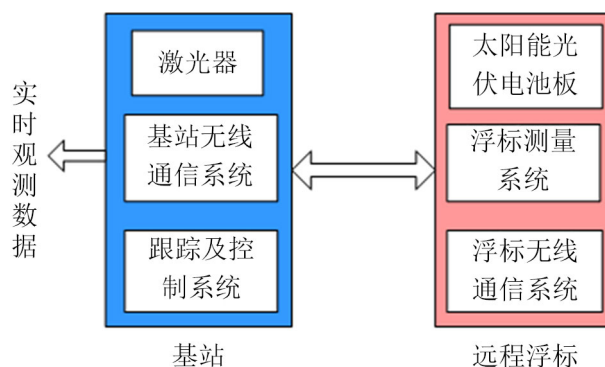 实时观测数据
激光器
基站无线
通信系统
跟踪及控
制系统
基站
太阳能光
伏电池板
浮标测量
系统
浮标无线
通信系统
远程浮标